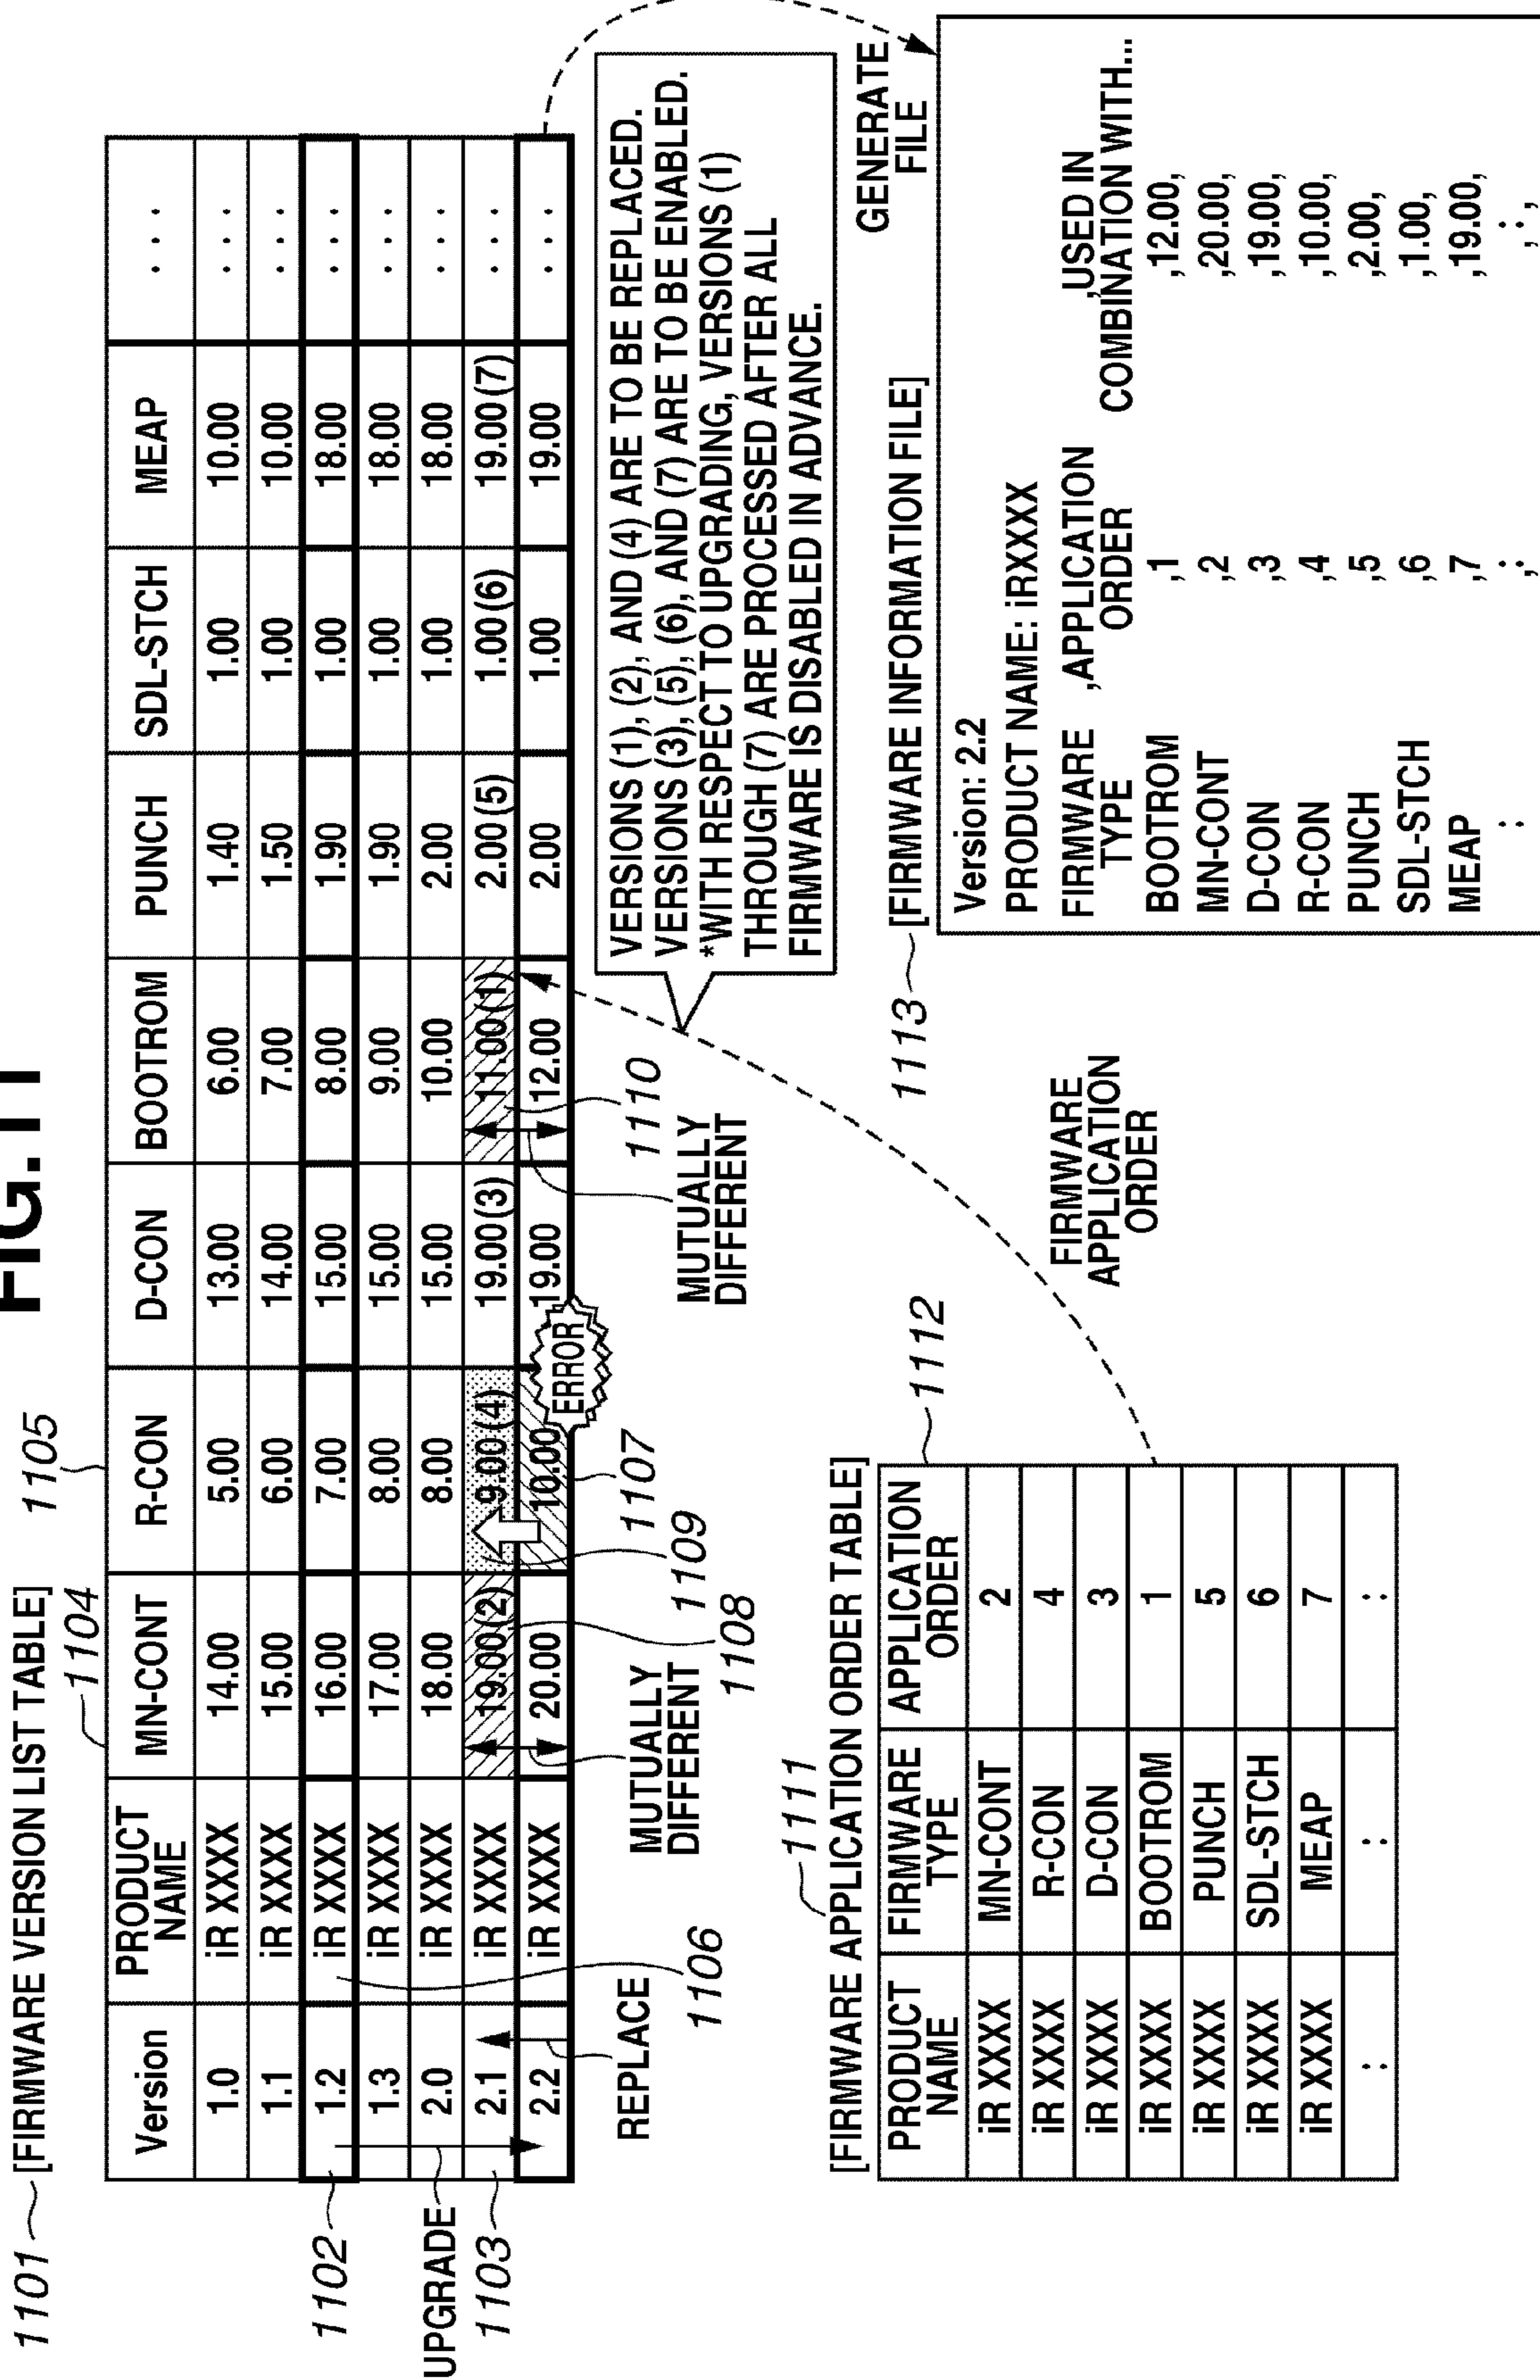 FIG. 11
1101 [FIRMWARE VERSION LIST TABLE]
1104 1105
Version PRODUCT NAME MN-CONT R-CON D-CON BOOTROM PUNCH SDL-STCH MEAP . . .
1.0 iR XXXX 14.00 5.00 13.00 6.00 1.40 1.00 10.00 . . .
1.1 iR XXXX 15.00 6.00 14.00 7.00 1.50 1.00 10.00 . . .
1.2 iR XXXX 16.00 7.00 15.00 8.00 1.90 1.00 18.00 . . .
1.3 iR XXXX 17.00 8.00 15.00 9.00 1.90 1.00 18.00 . . .
2.0 iR XXXX 18.00 8.00 15.00 10.00 2.00 1.00 18.00 . . .
2.1 iR XXXX 19.00(2) 9.00(4) 19.00(3) 11.00(1) 2.00(5) 1.00(6) 19.00(7) . . .
2.2 iR XXXX 20.00 10.00 19.00 12.00 2.00 1.00 19.00 . . .
1102
UPGRADE
1103
REPLACE
1106
MUTUALLY
DIFFERENT
1108
1109
1107
ERROR
MUTUALLY
DIFFERENT
1110
VERSIONS (1), (2), AND (4) ARE TO BE REPLACED.
VERSIONS (3), (5), (6), AND (7) ARE TO BE ENABLED.
*WITH RESPECT TO UPGRADING, VERSIONS (1)
THROUGH (7) ARE PROCESSED AFTER ALL
FIRMWARE IS DISABLED IN ADVANCE.
GENERATE
FILE
1111
[FIRMWARE APPLICATION ORDER TABLE]
1112
PRODUCT NAME FIRMWARE TYPE APPLICATION ORDER
iR XXXX MN-CONT 2
iR XXXX R-CON 4
iR XXXX D-CON 3
iR XXXX BOOTROM 1
iR XXXX PUNCH 5
iR XXXX SDL-STCH 6
iR XXXX MEAP 7
: : :
FIRMWARE
APPLICATION
ORDER
1113 [FIRMWARE INFORMATION FILE]
Version: 2.2
PRODUCT NAME: iRXXXX
FIRMWARE TYPE ,APPLICATION ORDER ,USED IN COMBINATION WITH...
BOOTROM ,1 ,12.00,
MN-CONT ,2 ,20.00,
D-CON ,3 ,19.00,
R-CON ,4 ,10.00,
PUNCH ,5 ,2.00,
SDL-STCH ,6 ,1.00,
MEAP ,7 ,19.00,
: ,: ,:,